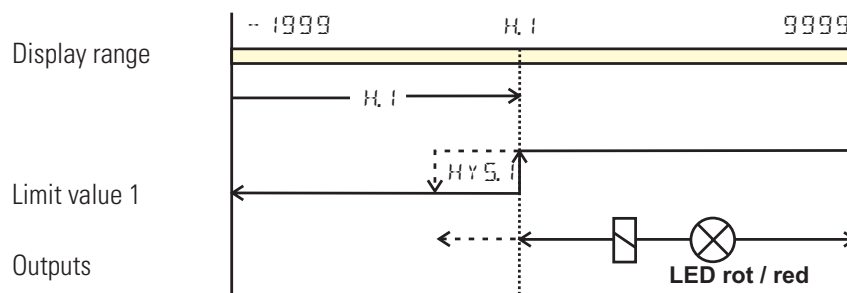 -1999 H.1 9999
Display range
H.1
HYS.1
Limit value 1
Outputs
LED rot / red